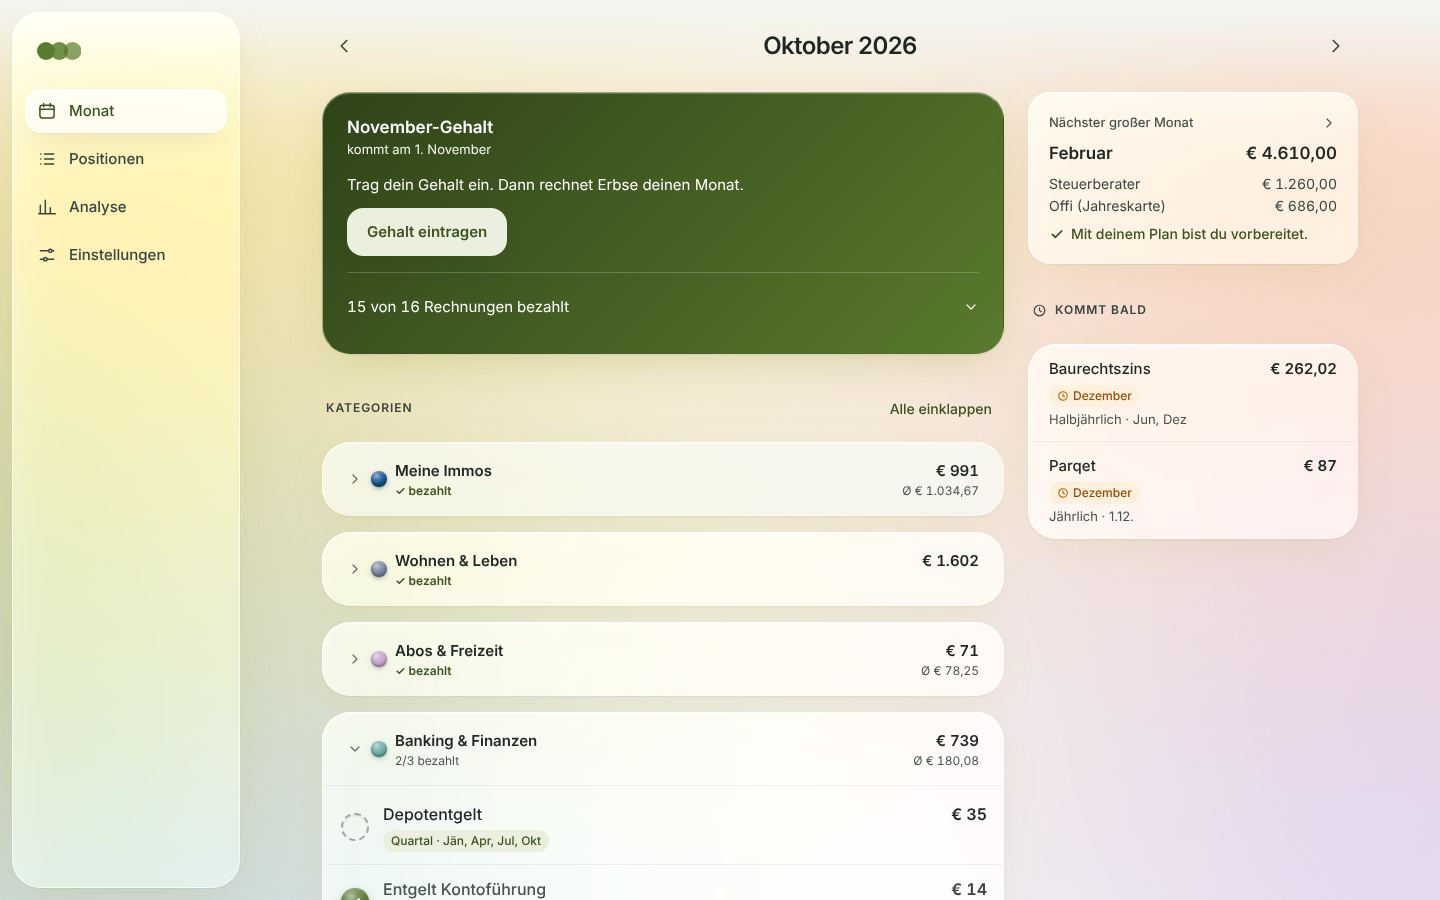 Oktober 2026
Monat
Positionen
Analyse
Einstellungen
November-Gehalt
kommt am 1. November
Trag dein Gehalt ein. Dann rechnet Erbse deinen Monat.
Gehalt eintragen
15 von 16 Rechnungen bezahlt
KATEGORIEN
Alle einklappen
Meine Immos
€ 991
✓ bezahlt
Ø € 1.034,67
Wohnen & Leben
€ 1.602
✓ bezahlt
Abos & Freizeit
€ 71
✓ bezahlt
Ø € 78,25
Banking & Finanzen
€ 739
2/3 bezahlt
Ø € 180,08
Depotentgelt
€ 35
Quartal · Jän, Apr, Jul, Okt
Entgelt Kontoführung
€ 14
Nächster großer Monat
Februar
€ 4.610,00
Steuerberater
€ 1.260,00
Offi (Jahreskarte)
€ 686,00
Mit deinem Plan bist du vorbereitet.
KOMMT BALD
Baurechtszins
€ 262,02
Dezember
Halbjährlich · Jun, Dez
Parqet
€ 87
Dezember
Jährlich · 1.12.